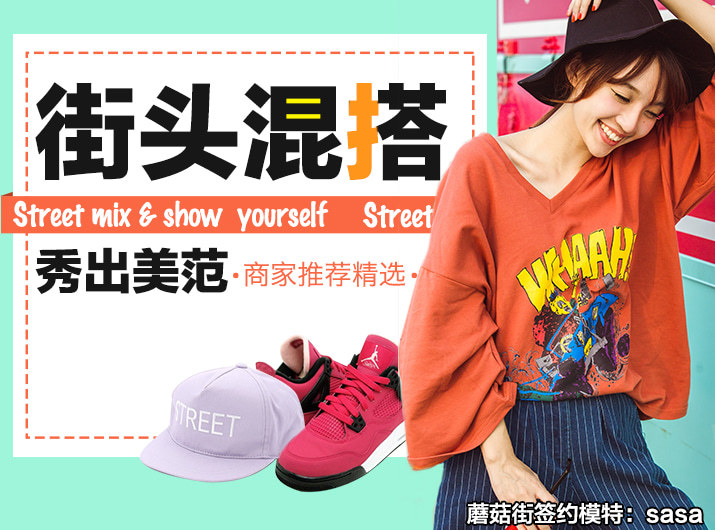 街头混搭
Street mix & show yourself Street
秀出美范·商家推荐精选·
STREET
WHAAAH!
蘑菇街签约模特：sasa